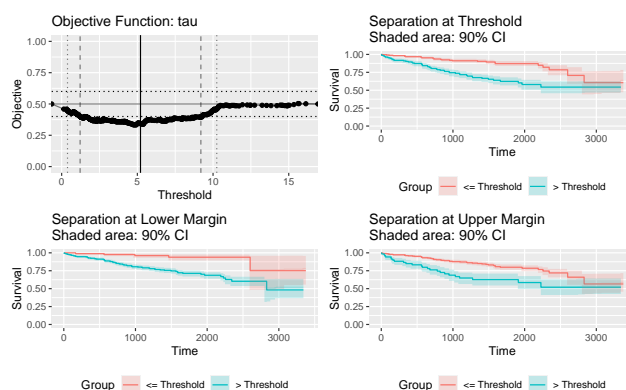 Objective Function: tau
1.00
0.75
0.50
0.25
0.00
Objective
0
5
10
15
Threshold
Separation at Threshold
Shaded area: 90% CI
1.00
0.75
0.50
0.25
0.00
Survival
0
1000
2000
3000
Time
Group <= Threshold > Threshold
Separation at Lower Margin
Shaded area: 90% CI
1.00
0.75
0.50
0.25
0.00
Survival
0
1000
2000
3000
Time
Group <= Threshold > Threshold
Separation at Upper Margin
Shaded area: 90% CI
1.00
0.75
0.50
0.25
0.00
Survival
0
1000
2000
3000
Time
Group <= Threshold > Threshold